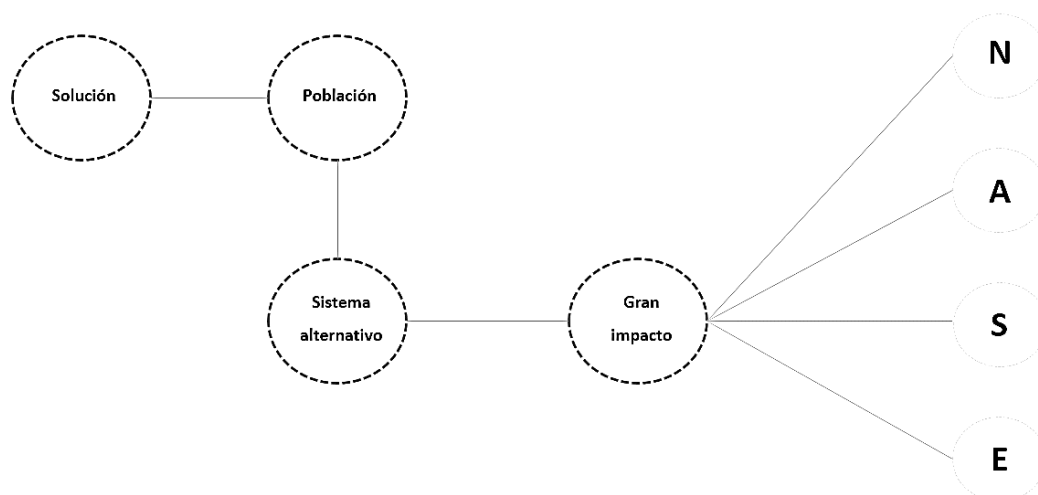 Solución
Población
Sistema
alternativo
Gran
impacto
N
A
S
E